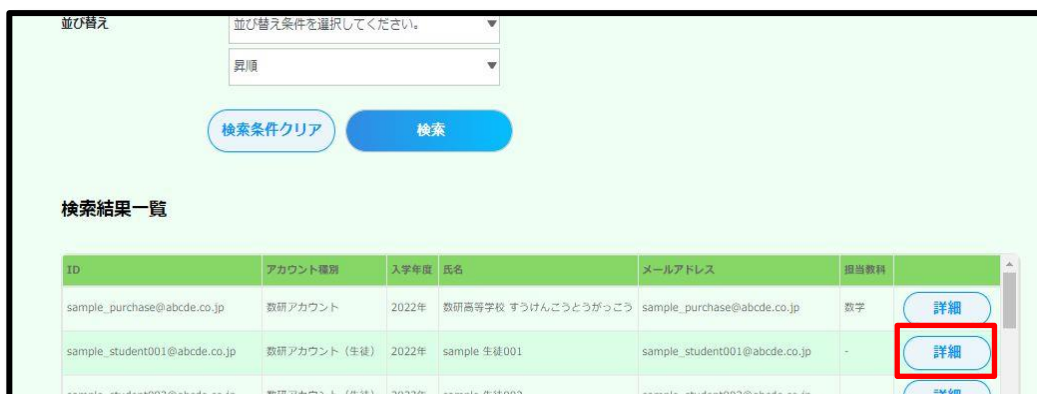 並び替え 並び替え条件を選択してください。 ▼
昇順 ▼
検索条件クリア 検索
検索結果一覧
ID アカウント種別 入学年度 氏名 メールアドレス 担当教科
sample_purchase@abcde.co.jp 数研アカウント 2022年 数研高等学校 すうけんこうとうがっこう sample_purchase@abcde.co.jp 数学 詳細
sample_student001@abcde.co.jp 数研アカウント（生徒） 2022年 sample 生徒001 sample_student001@abcde.co.jp - 詳細